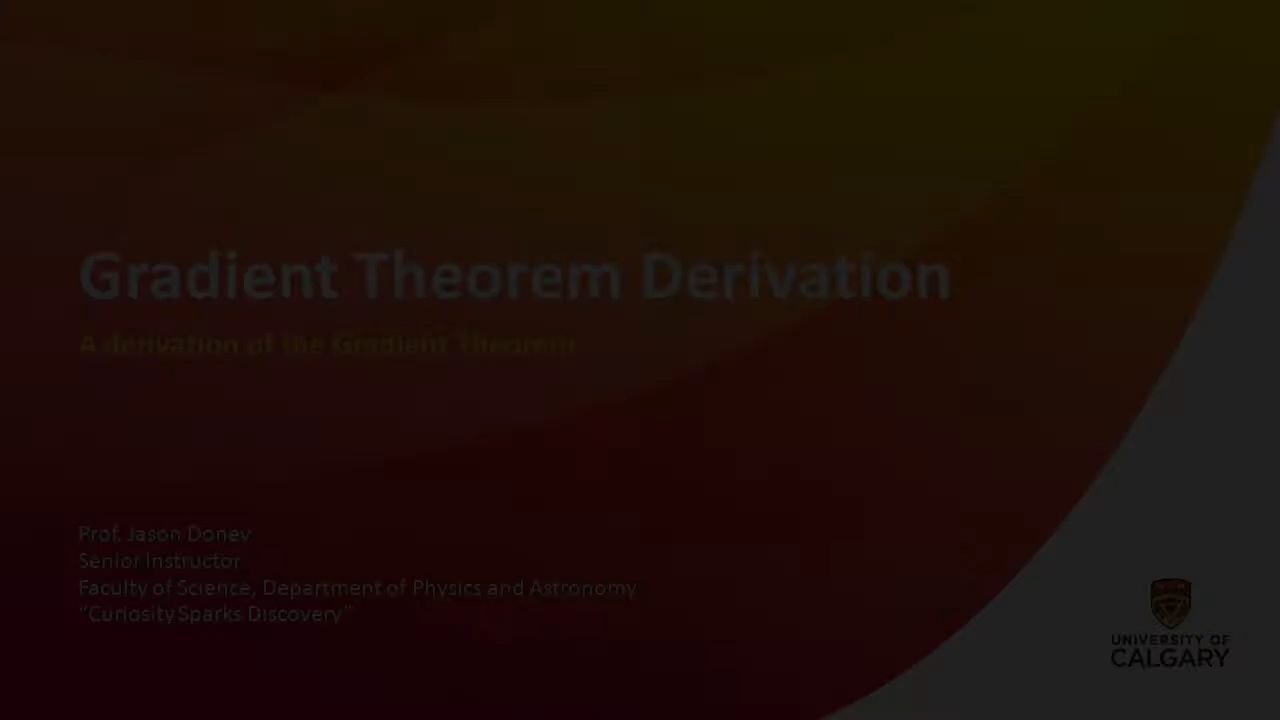 Gradient Theorem Derivation
A derivation of the Gradient Theorem
Prof. Jason Donev
Senior Instructor
Faculty of Science, Department of Physics and Astronomy
“Curiosity Sparks Discovery”
UNIVERSITY OF
CALGARY